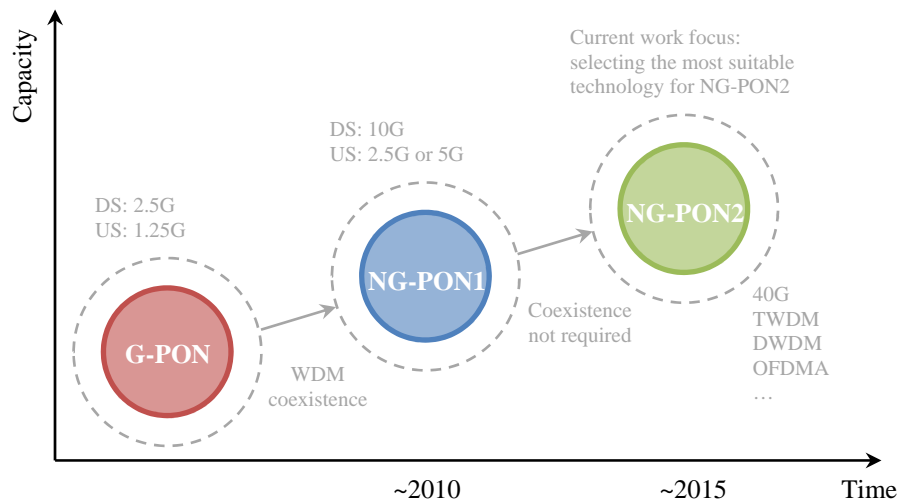 Capacity
Current work focus:
selecting the most suitable
technology for NG-PON2
DS: 10G
US: 2.5G or 5G
DS: 2.5G
US: 1.25G
NG-PON2
NG-PON1
G-PON
Coexistence
not required
WDM
coexistence
40G
TWDM
DWDM
OFDMA
…
~2010
~2015
Time